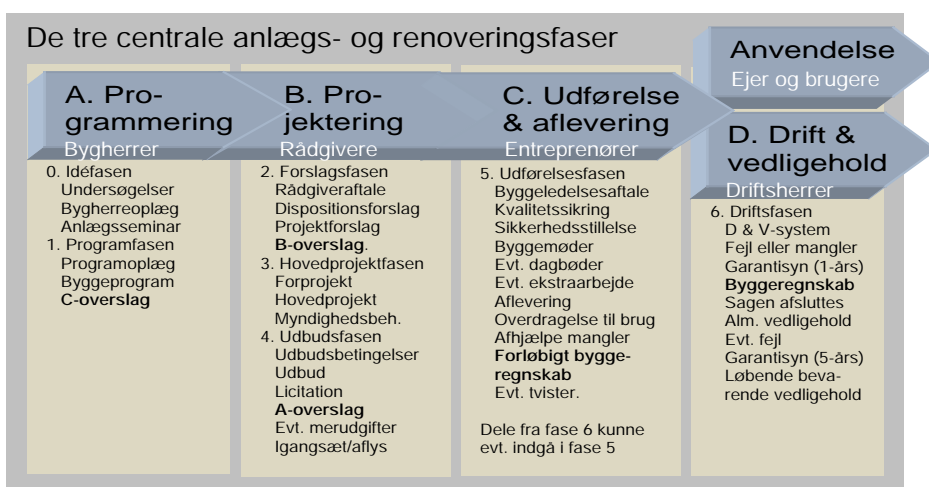 De tre centrale anlægs- og renoveringsfaser
A. Pro-
grammering
Bygherrer
0. Idéfasen
Undersøgelser
Bygherreoplæg
Anlægsseminar
1. Programfasen
Programoplæg
Byggeprogram
C-overslag
B. Pro-
jektering
Rådgivere
2. Forslagsfasen
Rådgiveraftale
Dispositionsforslag
Projektforslag
B-overslag.
3. Hovedprojektfasen
Forprojekt
Hovedprojekt
Myndighedsbeh.
4. Udbudsfasen
Udbudsbetingelser
Udbud
Licitation
A-overslag
Evt. merudgifter
Igangsæt/aflys
C. Udførelse
& aflevering
Entreprenører
5. Udførelsesfasen
Byggeledelsesaftale
Kvalitetssikring
Sikkerhedsstillelse
Byggemøder
Evt. dagbøder
Evt. ekstraarbejde
Aflevering
Overdragelse til brug
Afhjælpe mangler
Forløbigt bygge-
regnskab
Evt. tvister.
Dele fra fase 6 kunne
evt. indgå i fase 5
Anvendelse
Ejer og brugere
D. Drift &
vedligehold
Driftsherrer
6. Driftsfasen
D & V-system
Fejl eller mangler
Garantisyn (1-års)
Byggeregnskab
Sagen afsluttes
Alm. vedligehold
Evt. fejl
Garantisyn (5-års)
Løbende beva-
rende vedligehold